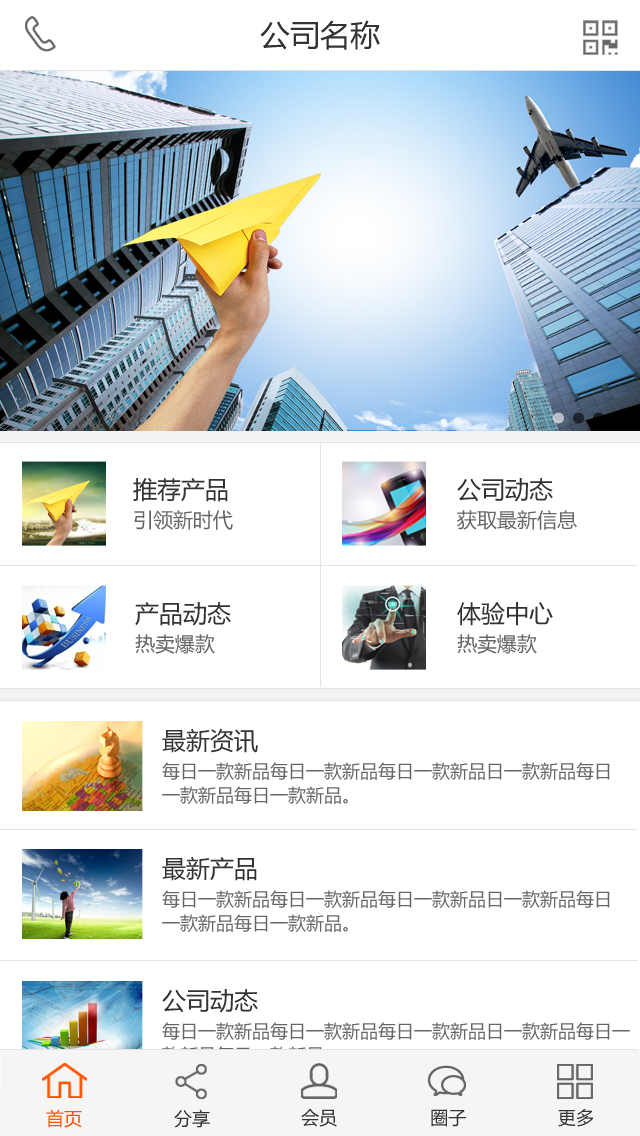 公司名称
推荐产品
引领新时代
公司动态
获取最新信息
产品动态
热卖爆款
体验中心
热卖爆款
BUSINESS
最新资讯
每日一款新品每日一款新品每日一款新品日一款新品每日
一款新品每日一款新品。
最新产品
每日一款新品每日一款新品每日一款新品日一款新品每日
一款新品每日一款新品。
公司动态
每日一款新品每日一款新品每日一款新品日一款新品每日一
首页
分享
会员
圈子
更多